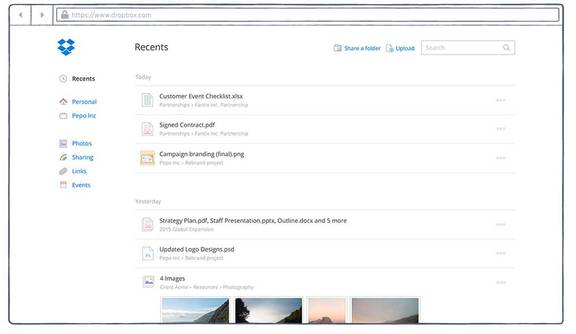 https://www.dropbox.com
Recents
Share a folder
Upload
Search
Recents
Personal
Pepo Inc
Photos
Sharing
Links
Events
Today
Customer Event Checklist.xlsx
Partnerships > Fantix Inc. Partnership
Signed Contract.pdf
Partnerships > Fantix Inc. Partnership
Campaign branding (final).png
Pepo Inc > Rebrand project
Yesterday
Strategy Plan.pdf, Staff Presentation.pptx, Outline.docx and 5 more
2015 Global Expansion
Updated Logo Designs.psd
Pepo Inc > Rebrand project
4 Images
Client Acme > Resources > Photography